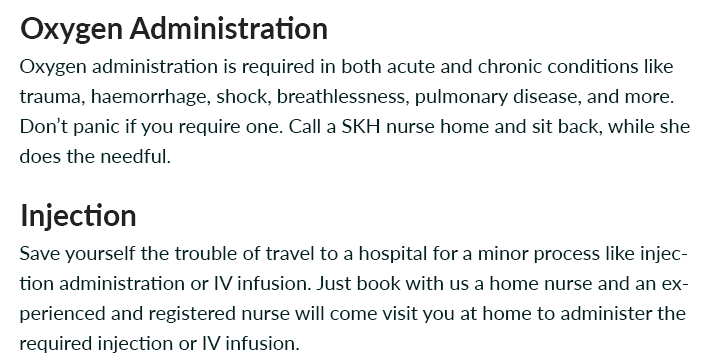 Oxygen Administration
Oxygen administration is required in both acute and chronic conditions like
trauma, haemorrhage, shock, breathlessness, pulmonary disease, and more.
Don’t panic if you require one. Call a SKH nurse home and sit back, while she
does the needful.
Injection
Save yourself the trouble of travel to a hospital for a minor process like injec-
tion administration or IV infusion. Just book with us a home nurse and an ex-
perienced and registered nurse will come visit you at home to administer the
required injection or IV infusion.